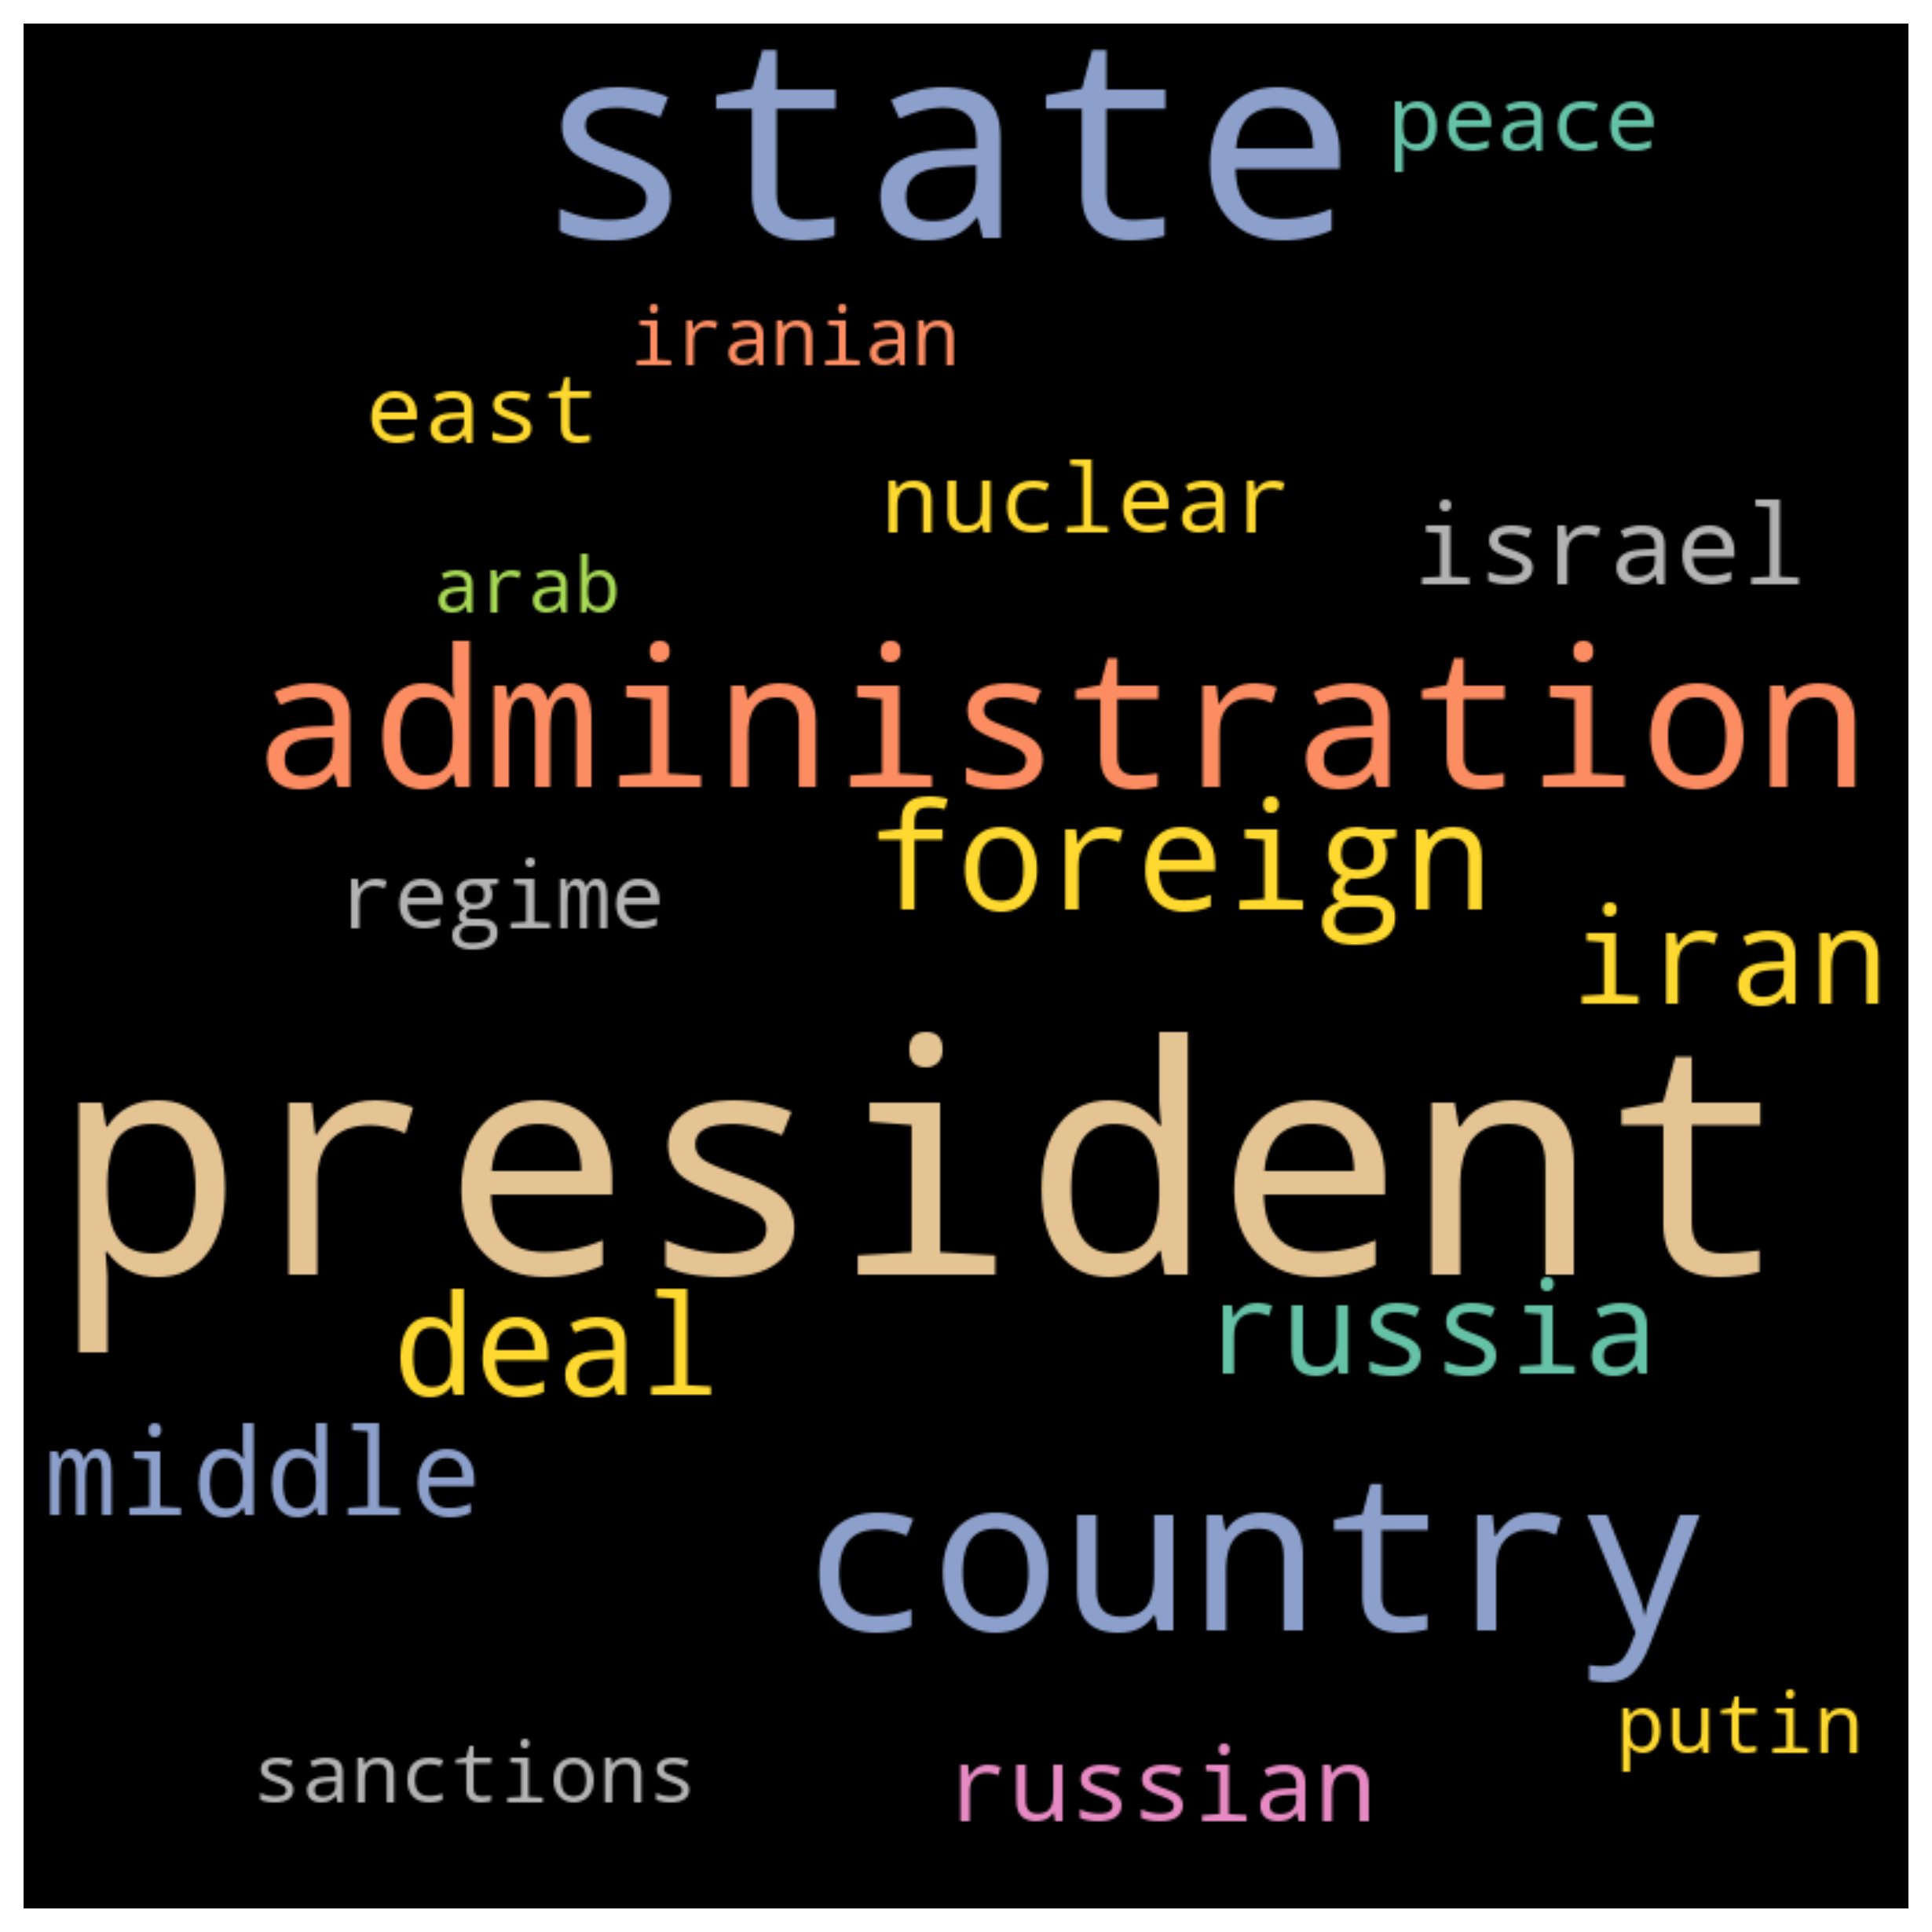 state
peace
iranian
east
nuclear
israel
arab
administration
foreign
regime
iran
president
deal
russia
middle
country
putin
sanctions
russian